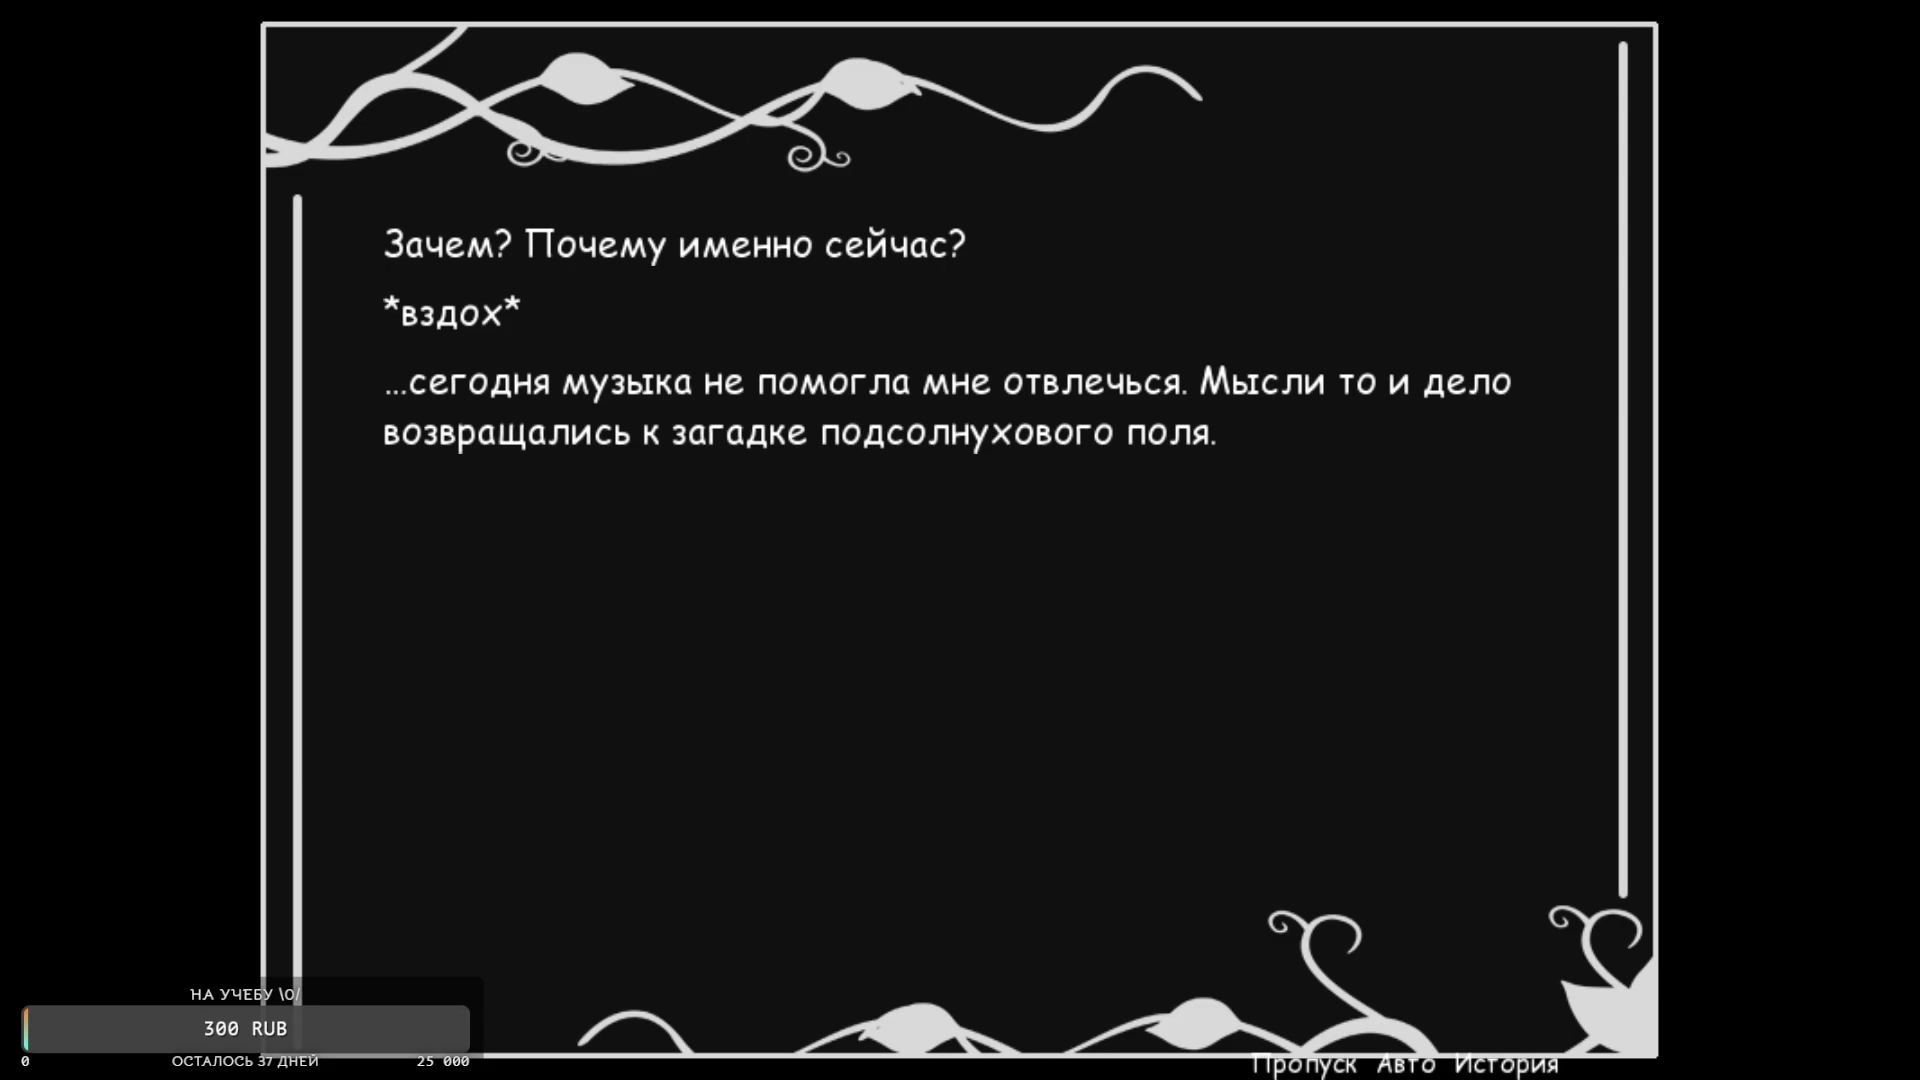 Зачем? Почему именно сейчас?
*вздох*
...сегодня музыка не помогла мне отвлечься. Мысли то и дело
возвращались к загадке подсолнухового поля.
НА УЧЕБУ \O/
300 RUB
0 ОСТАЛОСЬ 37 ДНЕЙ 25 000
Пропуск Авто История